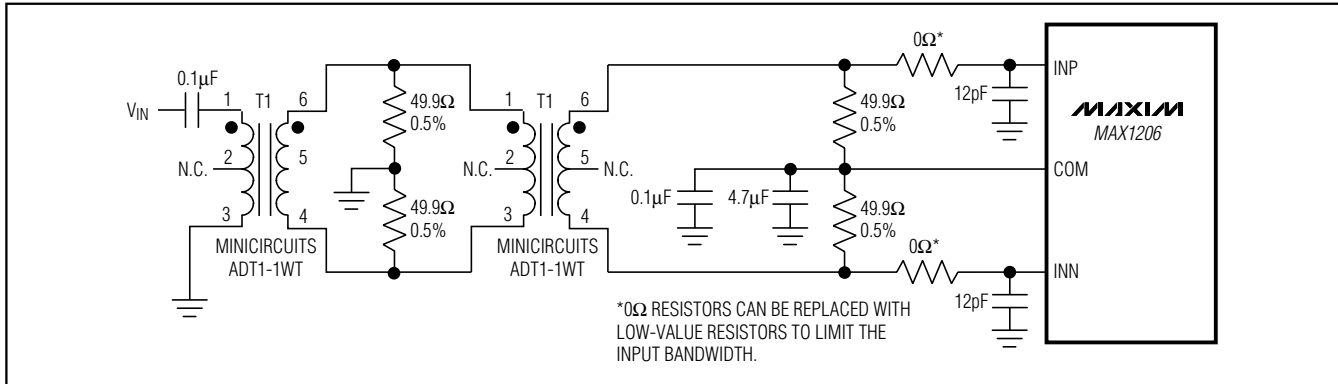 0.1μF
VIN
1
T1
6
N.C.
2
5
3
4
MINICIRCUITS
ADT1-1WT
49.9Ω
0.5%
49.9Ω
0.5%
1
T1
6
N.C.
2
5
N.C.
3
4
MINICIRCUITS
ADT1-1WT
0.1μF
4.7μF
49.9Ω
0.5%
49.9Ω
0.5%
0Ω*
12pF
0Ω*
12pF
INP
MAXIM
MAX1206
COM
INN
*0Ω RESISTORS CAN BE REPLACED WITH
LOW-VALUE RESISTORS TO LIMIT THE
INPUT BANDWIDTH.